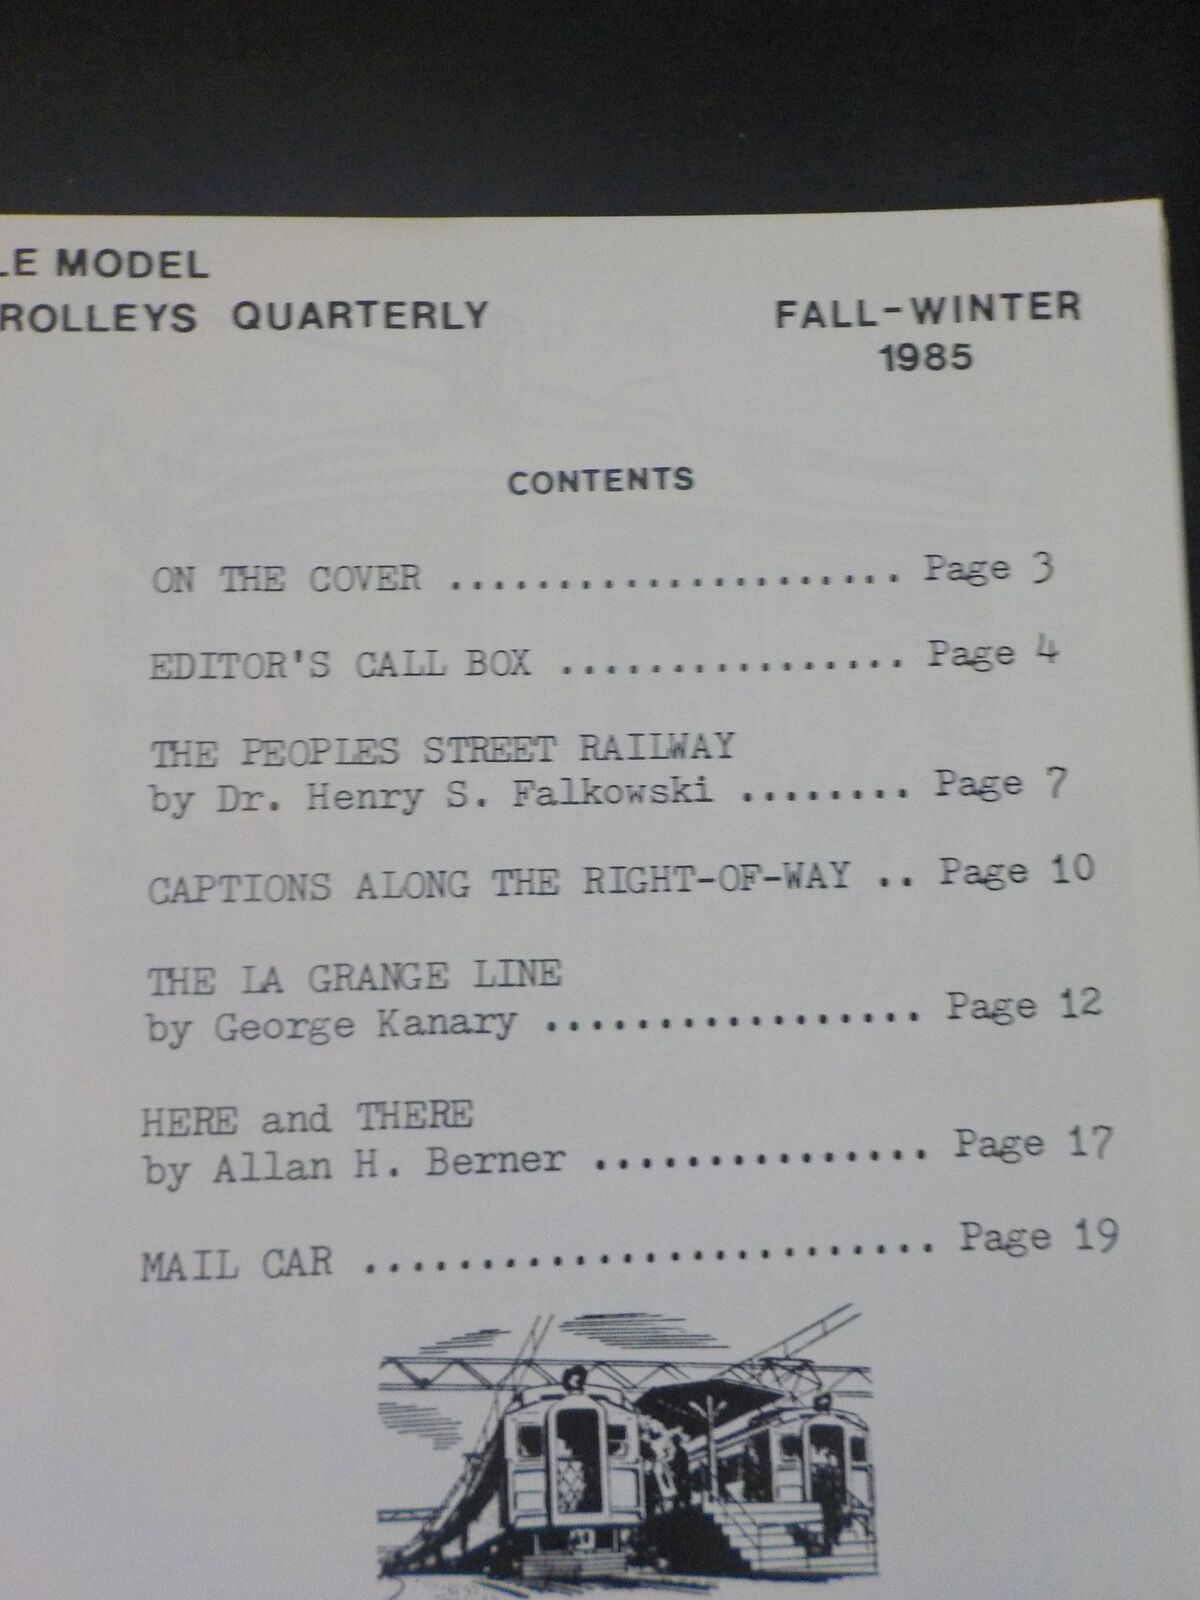 LE MODEL
ROLLEYS QUARTERLY
FALL-WINTER
1985
CONTENTS
ON THE COVER ..................... Page 3
EDITOR'S CALL BOX ................ Page 4
THE PEOPLES STREET RAILWAY
by Dr. Henry S. Falkowski ........ Page 7
CAPTIONS ALONG THE RIGHT-OF-WAY .. Page 10
THE LA GRANGE LINE
by George Kanary ................. Page 12
HERE and THERE
by Allan H. Berner ............... Page 17
MAIL CAR ......................... Page 19